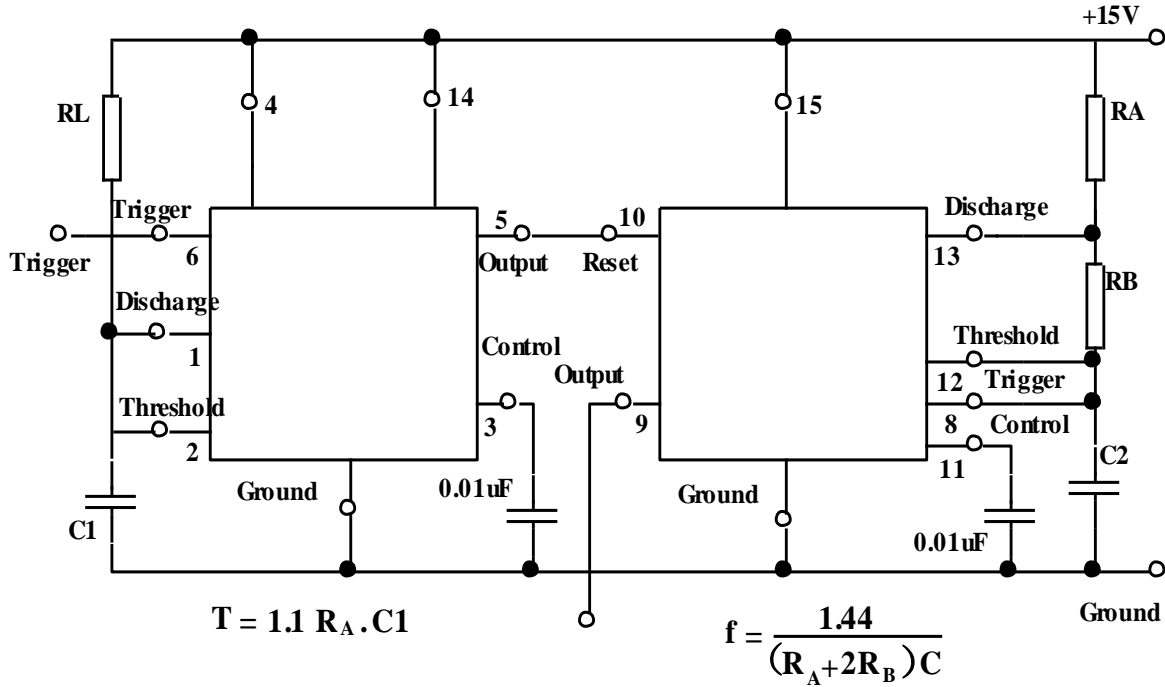 +15V
4
14
15
RL
RA
Trigger
5
10
Discharge
Trigger
6
Output
Reset
13
RB
Discharge
1
Control
Threshold
Output
12
Trigger
Threshold
2
3
9
8
Control
11
C2
Ground
0.01uF
Ground
C1
0.01uF
T = 1.1 RA . C1
f = 1.44
(RA+2RB)C
Ground